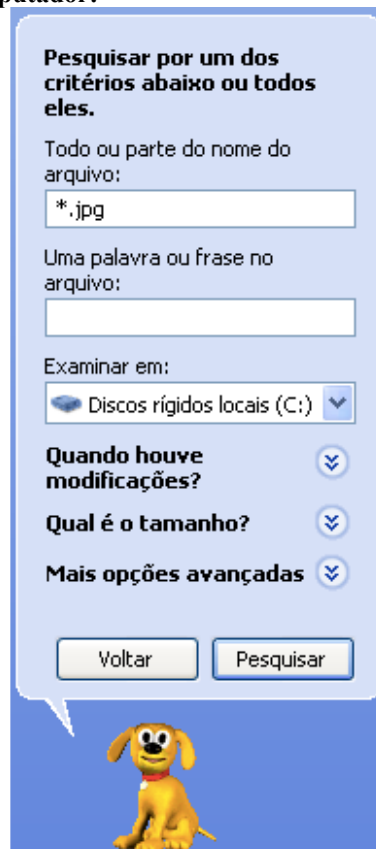 putador?
Pesquisar por um dos
critérios abaixo ou todos
eles.
Todo ou parte do nome do
arquivo:
*.jpg
Uma palavra ou frase no
arquivo:
Examinar em:
Discos rígidos locais (C:)
Quando houve
modificações?
Qual é o tamanho?
Mais opções avançadas
Voltar
Pesquisar